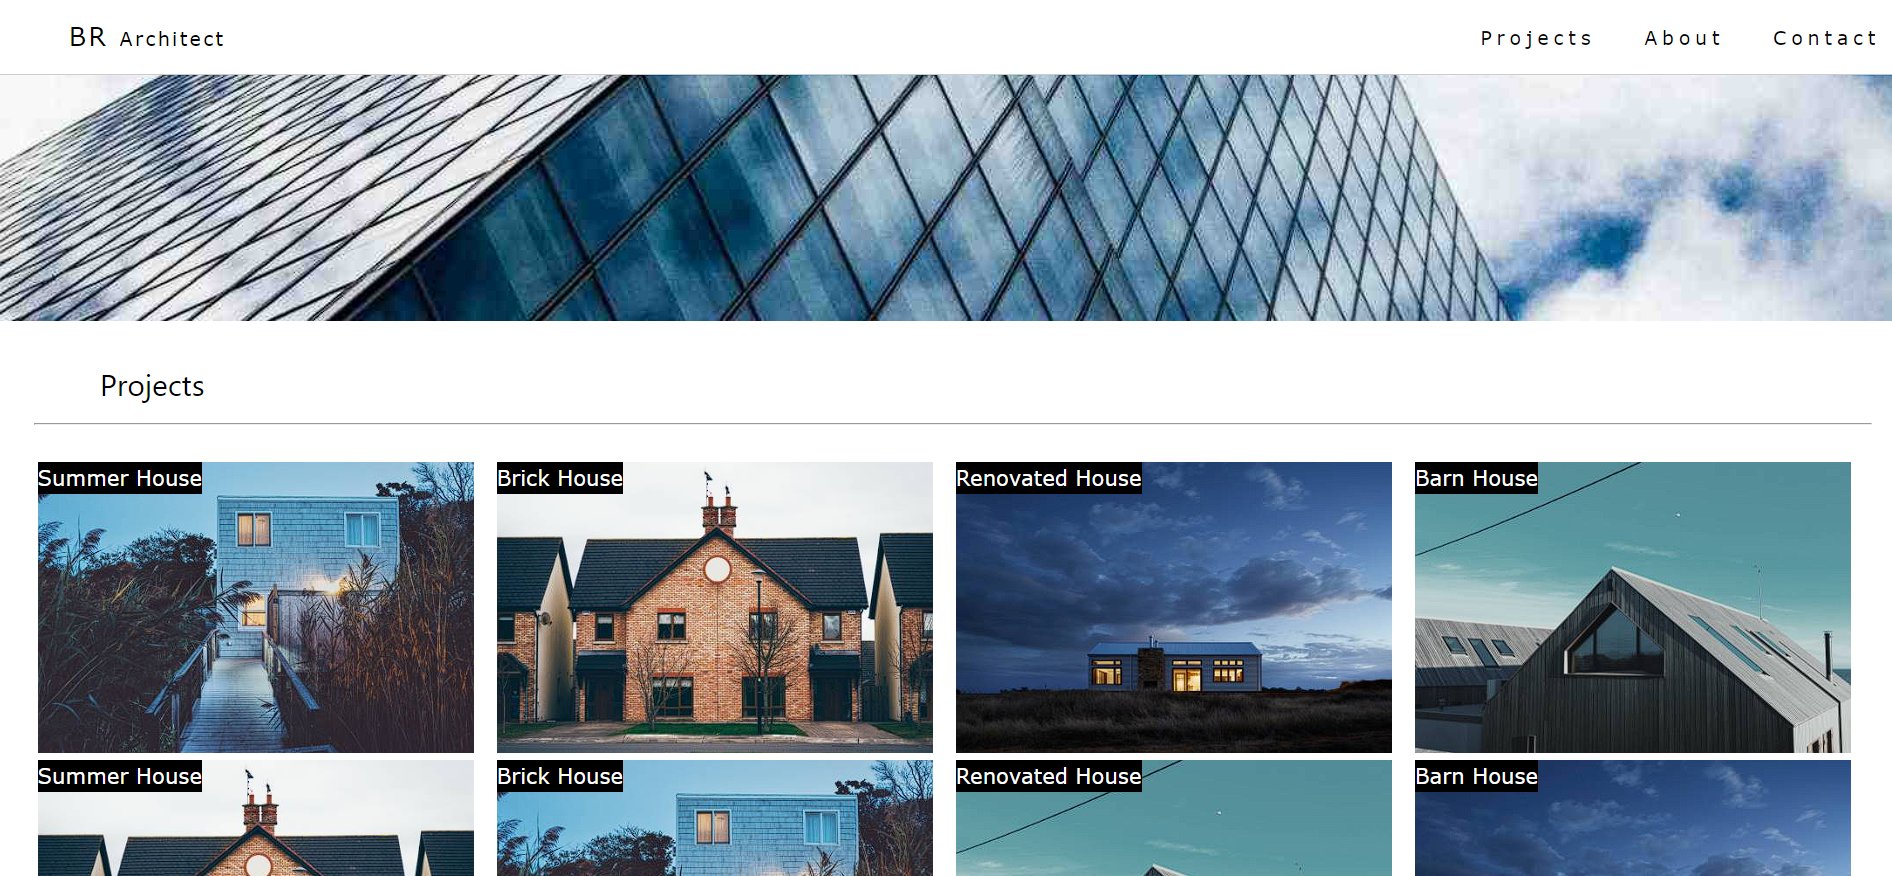 BR Architect
Projects About Contact
Projects
Summer House
Brick House
Renovated House
Barn House
Summer House
Brick House
Renovated House
Barn House